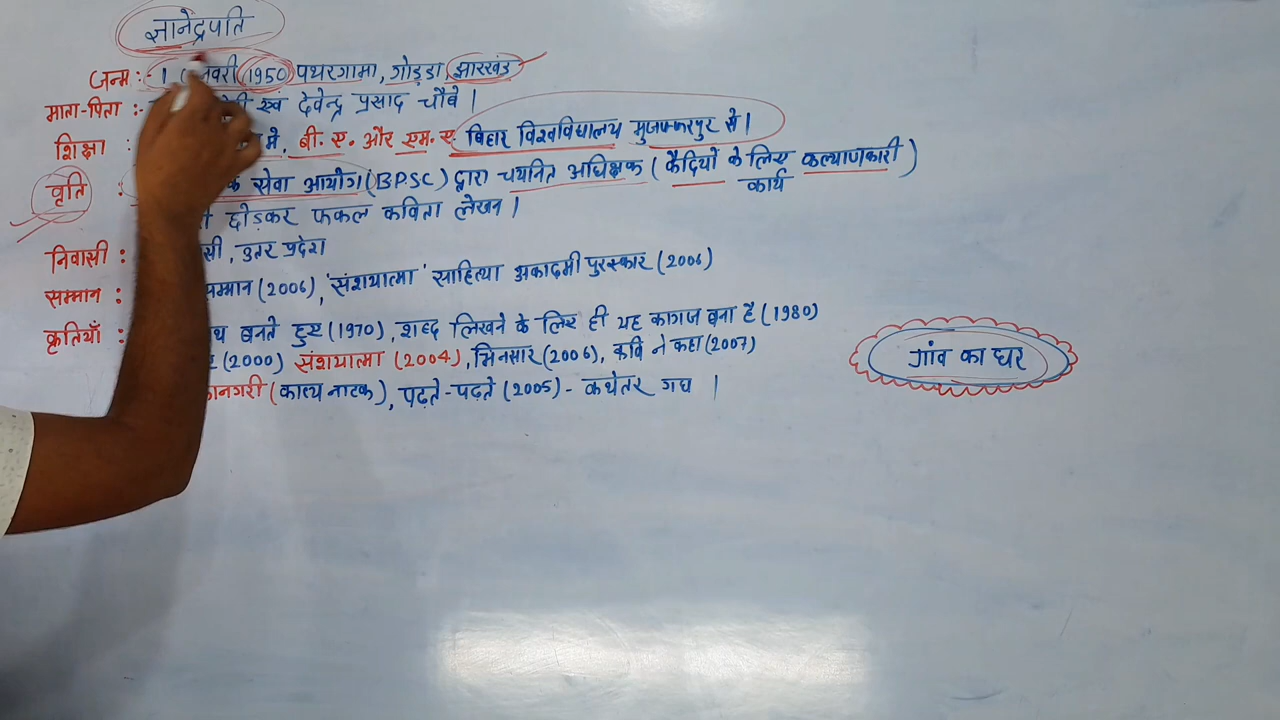 ज्ञानेंद्रपति
जन्म :- 1 1950 पथरगामा, गोड्डा, झारखंड
माता-पिता :- एवं देवेन्द्र प्रसाद चौबे |
शिक्षा : में, बी. ए. और एम. ए. बिहार विश्वविद्यालय मुजफ्फरपुर से |
वृति : सेवा आयोग (BPSC) द्वारा चयनित अधिक्षक (कैदियों के लिए कल्याणकारी कार्य)
छोड़कर फकल कविता लेखन |
निवासी : उत्तर प्रदेश
सम्मान : सम्मान (2006), 'संशयात्मा' साहित्या अकादमी पुरस्कार (2006)
कृतियाँ : बनते हुए (1970), शब्द लिखने के लिए ही यह कागज बना है (1980)
(2000) संशयात्मा (2004), भिनसार (2006), कवि ने कहा (2007)
(काव्य नाटक), पढ़ते-पढ़ते (2005) - कथेतर गद्य |
गांव का घर